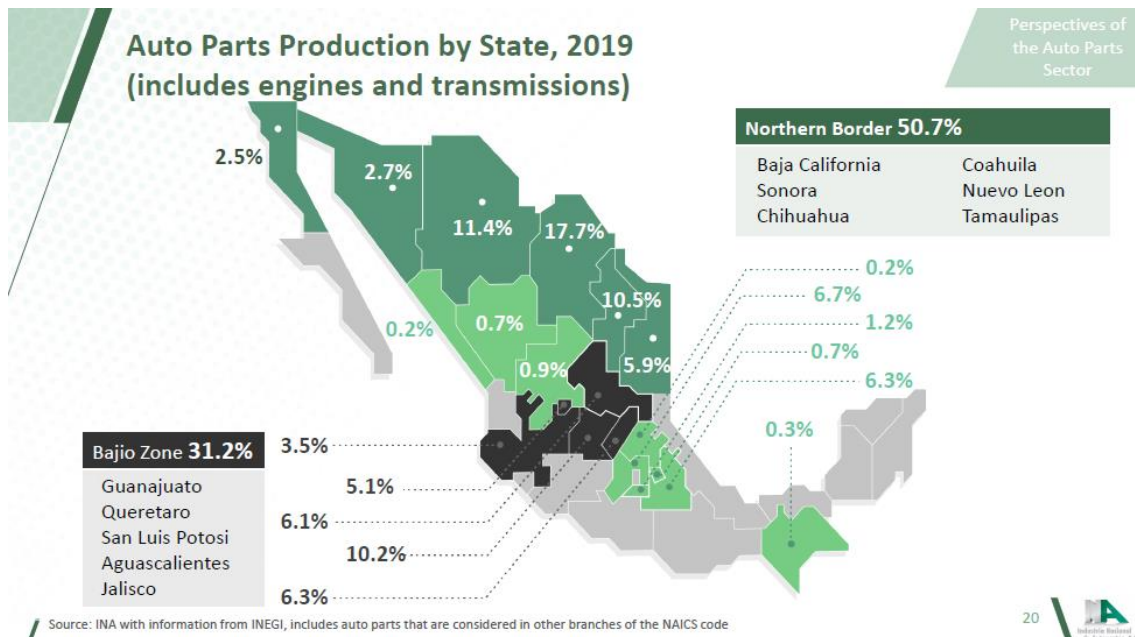 Auto Parts Production by State, 2019
(includes engines and transmissions)
Perspectives of
the Auto Parts
Sector
Northern Border 50.7%
Baja California
Sonora
Chihuahua
Coahuila
Nuevo Leon
Tamaulipas
2.5%
2.7%
11.4%
17.7%
10.5%
5.9%
0.2%
0.7%
0.9%
0.2%
6.7%
1.2%
0.7%
6.3%
0.3%
Bajio Zone 31.2%
Guanajuato
Queretaro
San Luis Potosi
Aguascalientes
Jalisco
3.5%
5.1%
6.1%
10.2%
6.3%
Source: INA with information from INEGI, includes auto parts that are considered in other branches of the NAICS code
20
INA
Industria Nacional